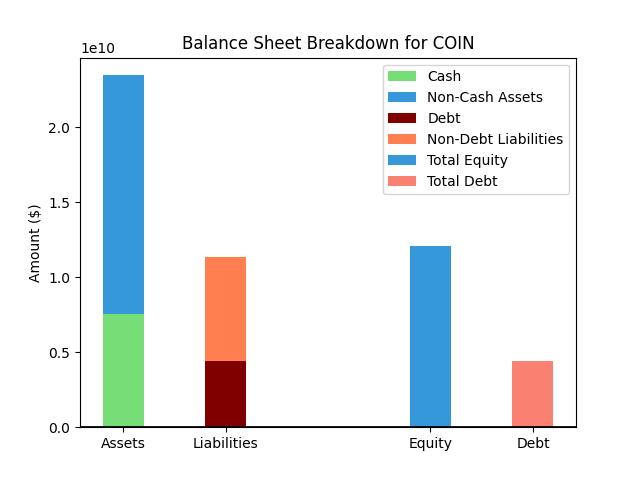 Balance Sheet Breakdown for COIN
1e10
Cash
Non-Cash Assets
Debt
Non-Debt Liabilities
Total Equity
Total Debt
Amount ($)
2.0
1.5
1.0
0.5
0.0
Assets Liabilities Equity Debt